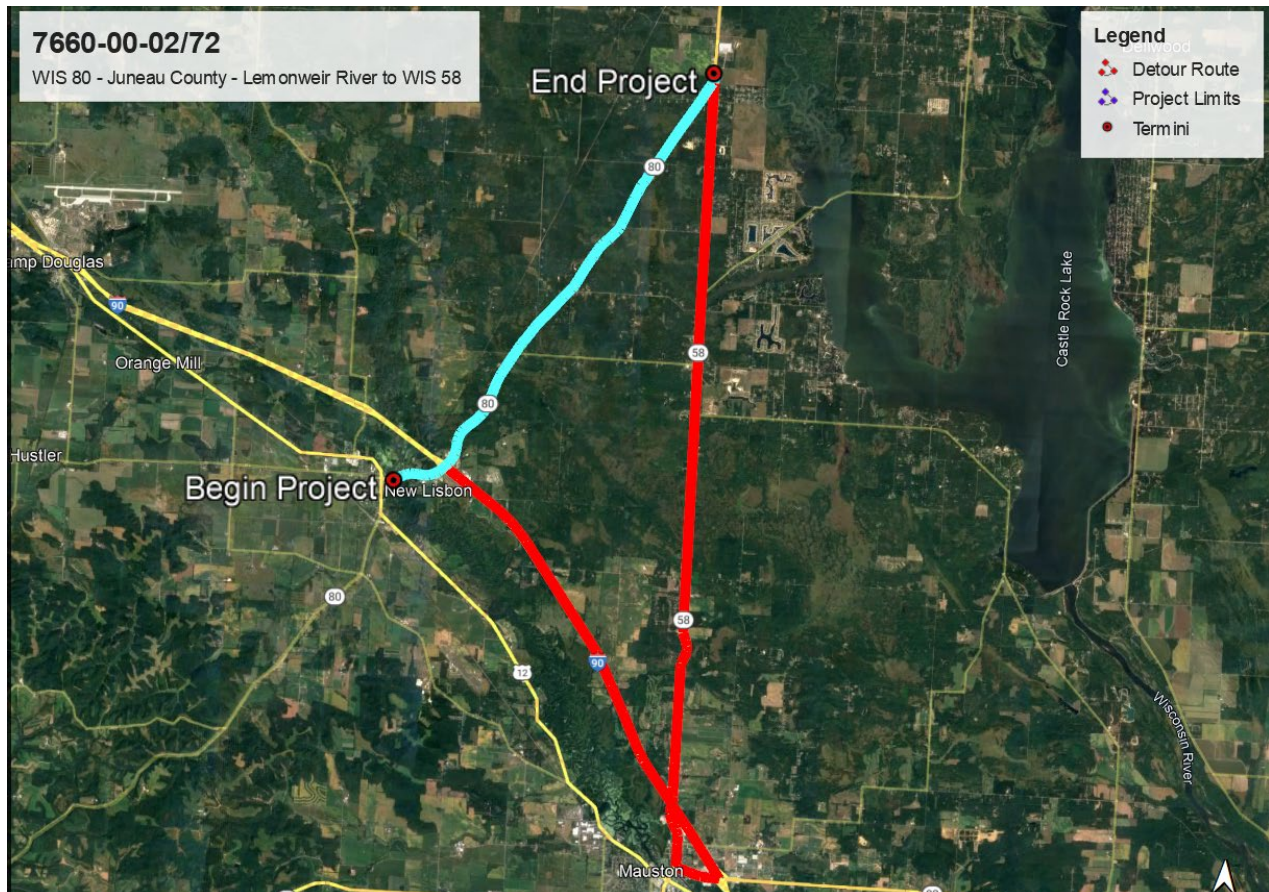 7660-00-02/72
WIS 80 - Juneau County - Lemonweir River to WIS 58
Legend
Dellwood
Detour Route
Project Limits
Termini
End Project
80
amp Douglas
90
Castle Rock Lake
Orange Mill
58
80
Hustler
Begin Project
New Lisbon
80
58
90
12
Wisconsin River
Mauston